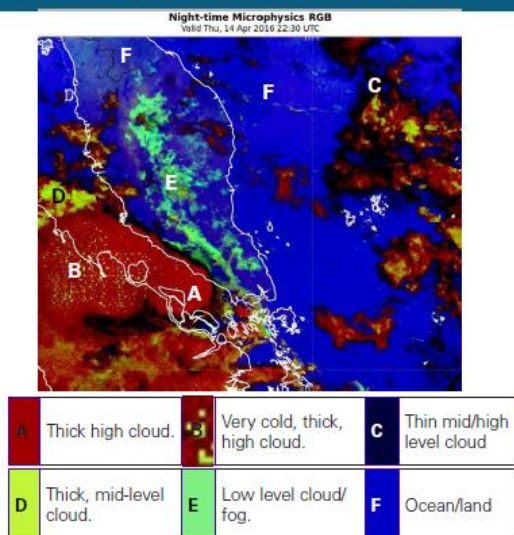 Night-time Microphysics RGB
Valid Thu, 14 Apr 2016 22:30 UTC
F
F
C
D
E
B
A
A Thick high cloud.
B Very cold, thick,
high cloud.
C Thin mid/high
level cloud
D Thick, mid-level
cloud.
E Low level cloud/
fog.
F Ocean/land